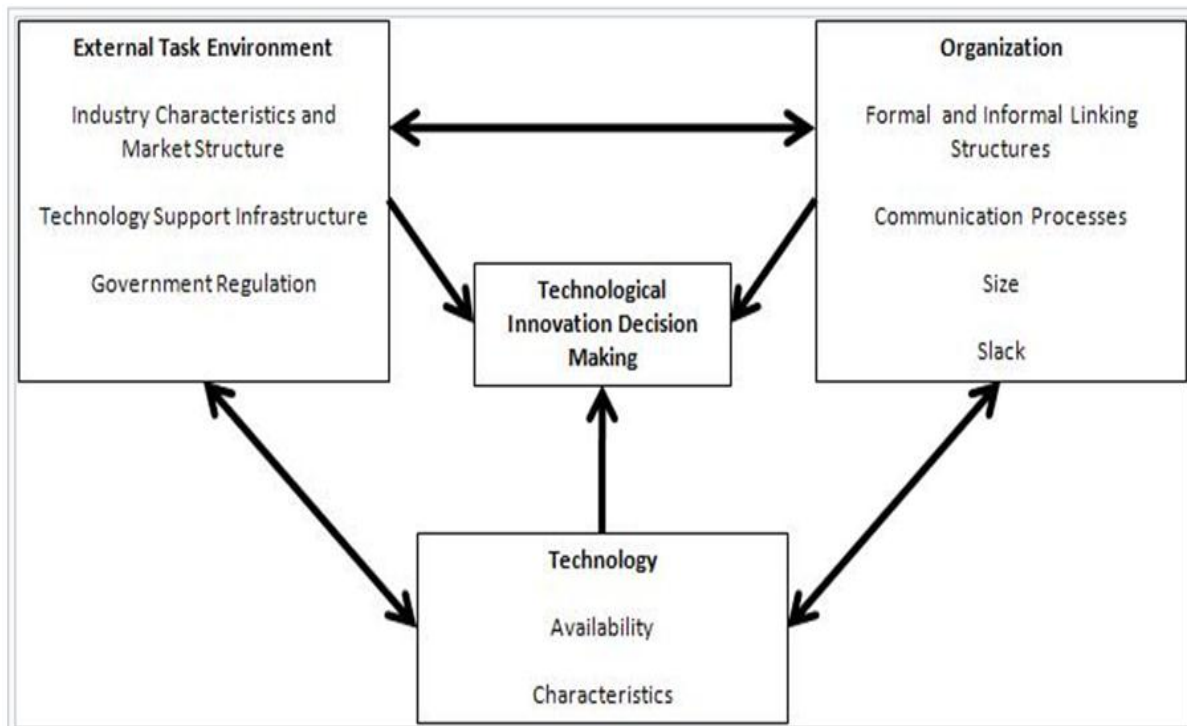 External Task Environment
Industry Characteristics and
Market Structure
Technology Support Infrastructure
Government Regulation
Organization
Formal and Informal Linking
Structures
Communication Processes
Size
Slack
Technological
Innovation Decision
Making
Technology
Availability
Characteristics